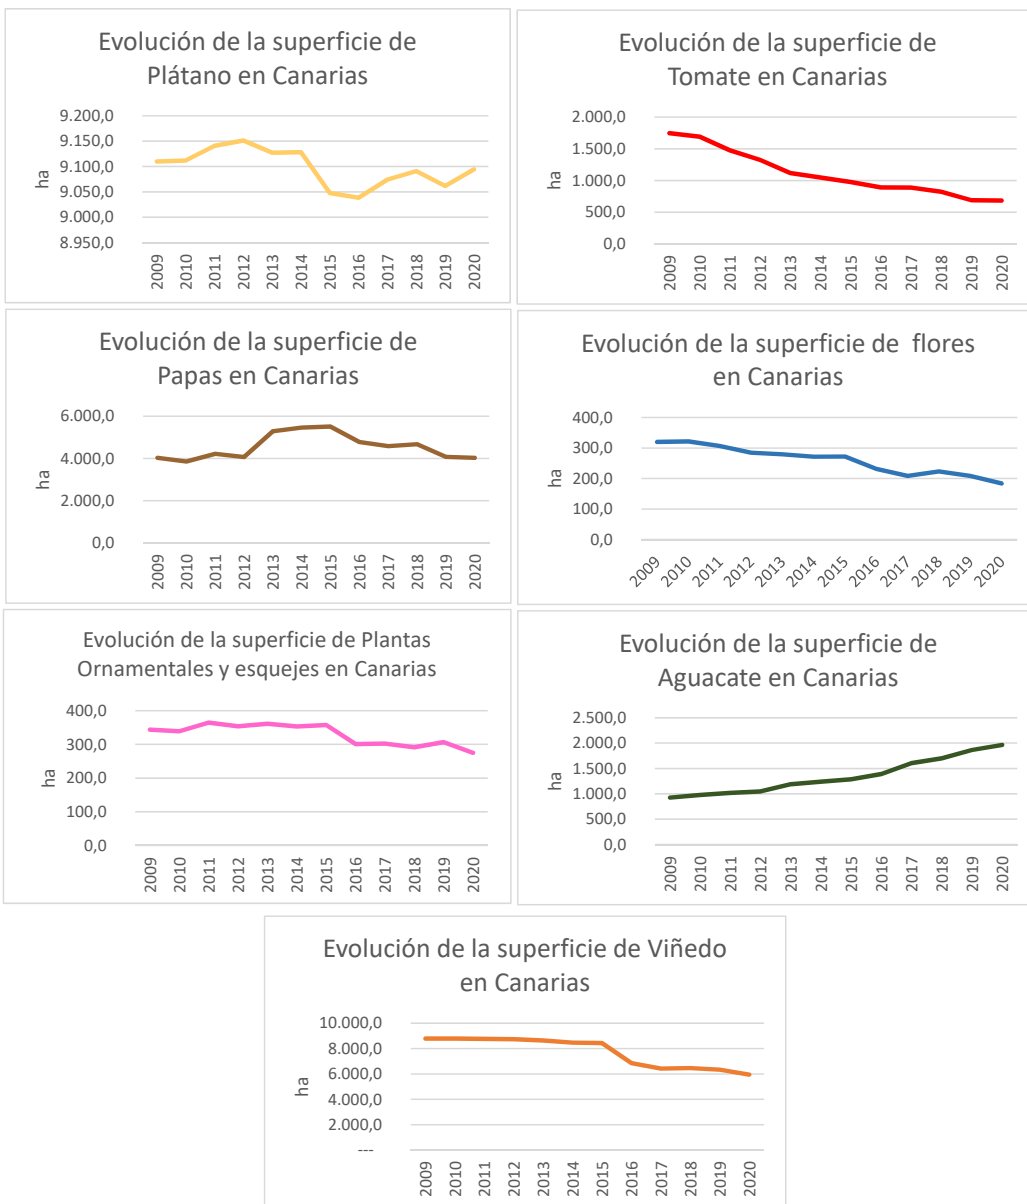 Evolución de la superficie de
Plátano en Canarias
9.200,0
9.150,0
9.100,0
9.050,0
9.000,0
8.950,0
ha
2009 2010 2011 2012 2013 2014 2015 2016 2017 2018 2019 2020
Evolución de la superficie de
Tomate en Canarias
2.000,0
1.500,0
1.000,0
500,0
0,0
ha
2009 2010 2011 2012 2013 2014 2015 2016 2017 2018 2019 2020
Evolución de la superficie de
Papas en Canarias
6.000,0
4.000,0
2.000,0
0,0
ha
2009 2010 2011 2012 2013 2014 2015 2016 2017 2018 2019 2020
Evolución de la superficie de flores
en Canarias
400,0
300,0
200,0
100,0
0,0
ha
2009 2010 2011 2012 2013 2014 2015 2016 2017 2018 2019 2020
Evolución de la superficie de Plantas
Ornamentales y esquejes en Canarias
400,0
300,0
200,0
100,0
0,0
ha
2009 2010 2011 2012 2013 2014 2015 2016 2017 2018 2019 2020
Evolución de la superficie de
Aguacate en Canarias
2.500,0
2.000,0
1.500,0
1.000,0
500,0
0,0
ha
2009 2010 2011 2012 2013 2014 2015 2016 2017 2018 2019 2020
Evolución de la superficie de Viñedo
en Canarias
10.000,0
8.000,0
6.000,0
4.000,0
2.000,0
---
ha
2009 2010 2011 2012 2013 2014 2015 2016 2017 2018 2019 2020